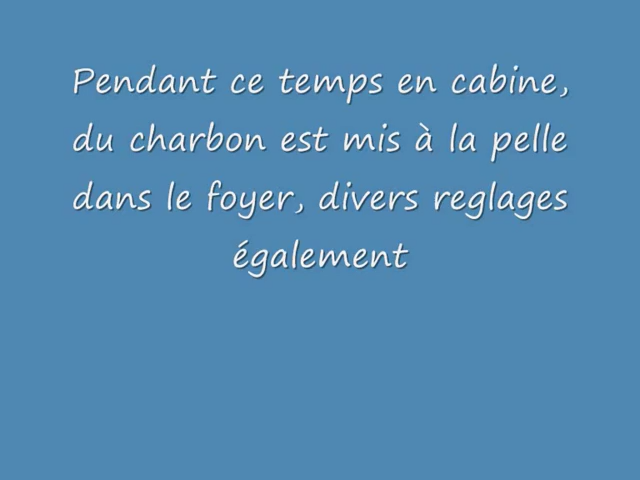 Pendant ce temps en cabine,
du charbon est mis à la pelle
dans le foyer, divers reglages
également